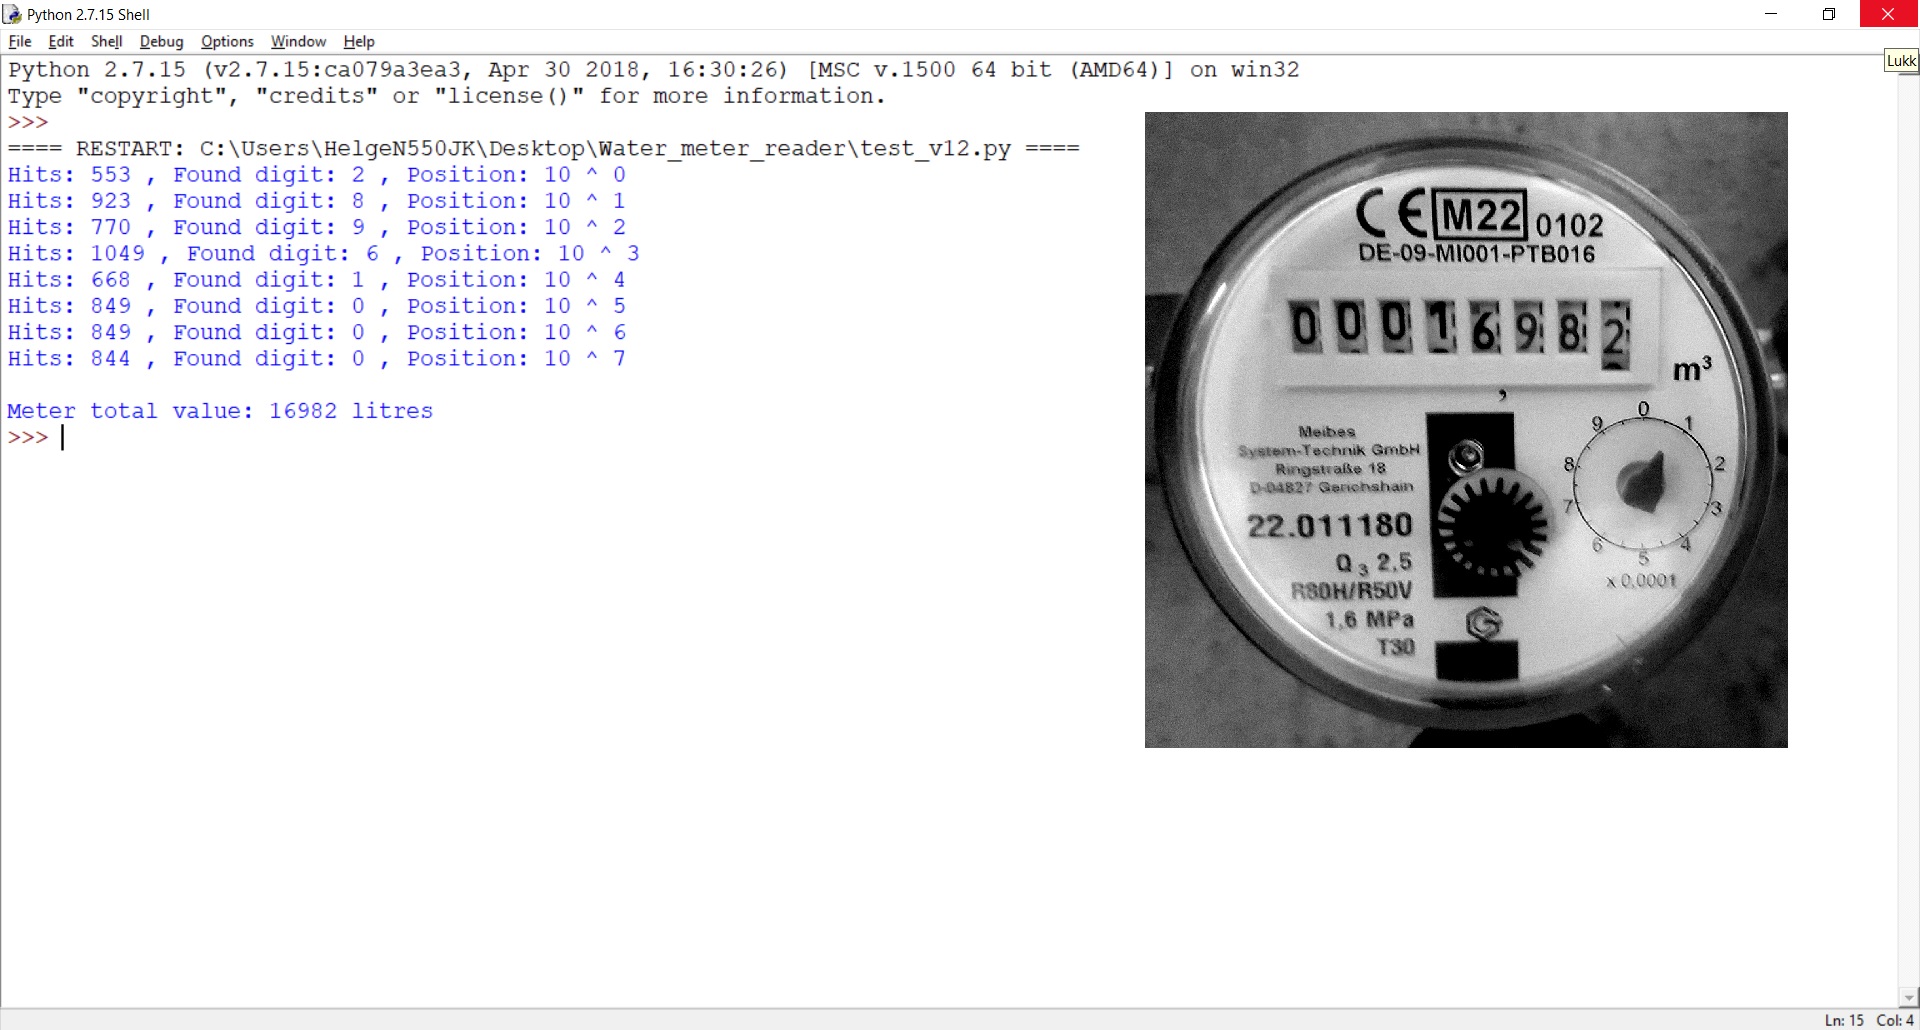 Python 2.7.15 Shell
File Edit Shell Debug Options Window Help
Lukk
Python 2.7.15 (v2.7.15:ca079a3ea3, Apr 30 2018, 16:30:26) [MSC v.1500 64 bit (AMD64)] on win32
Type "copyright", "credits" or "license()" for more information.
>>>
==== RESTART: C:\Users\HelgeN550JK\Desktop\Water_meter_reader\test_v12.py ====
Hits: 553 , Found digit: 2 , Position: 10 ^ 0
Hits: 923 , Found digit: 8 , Position: 10 ^ 1
Hits: 770 , Found digit: 9 , Position: 10 ^ 2
Hits: 1049 , Found digit: 6 , Position: 10 ^ 3
Hits: 668 , Found digit: 1 , Position: 10 ^ 4
Hits: 849 , Found digit: 0 , Position: 10 ^ 5
Hits: 849 , Found digit: 0 , Position: 10 ^ 6
Hits: 844 , Found digit: 0 , Position: 10 ^ 7
Meter total value: 16982 litres
>>>
CE M22 0102
DE-09-MI001-PTB016
0 0 0 1 6 9 8 2
m³
,
Meibes
System-Technik GmbH
Ringstraße 18
D-04827 Gerichshain
22.011180
Q3 2,5
R80H/R50V
1,6 MPa
T30
0 1 2 3 4 5 6 7 8 9
x 0,0001
Ln: 15 Col: 4